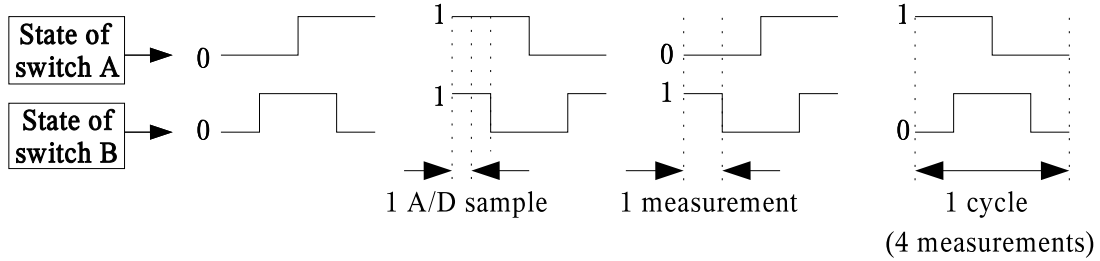 State of
switch A
0
1
0
1
State of
switch B
0
1
1
0
1 A/D sample
1 measurement
1 cycle
(4 measurements)